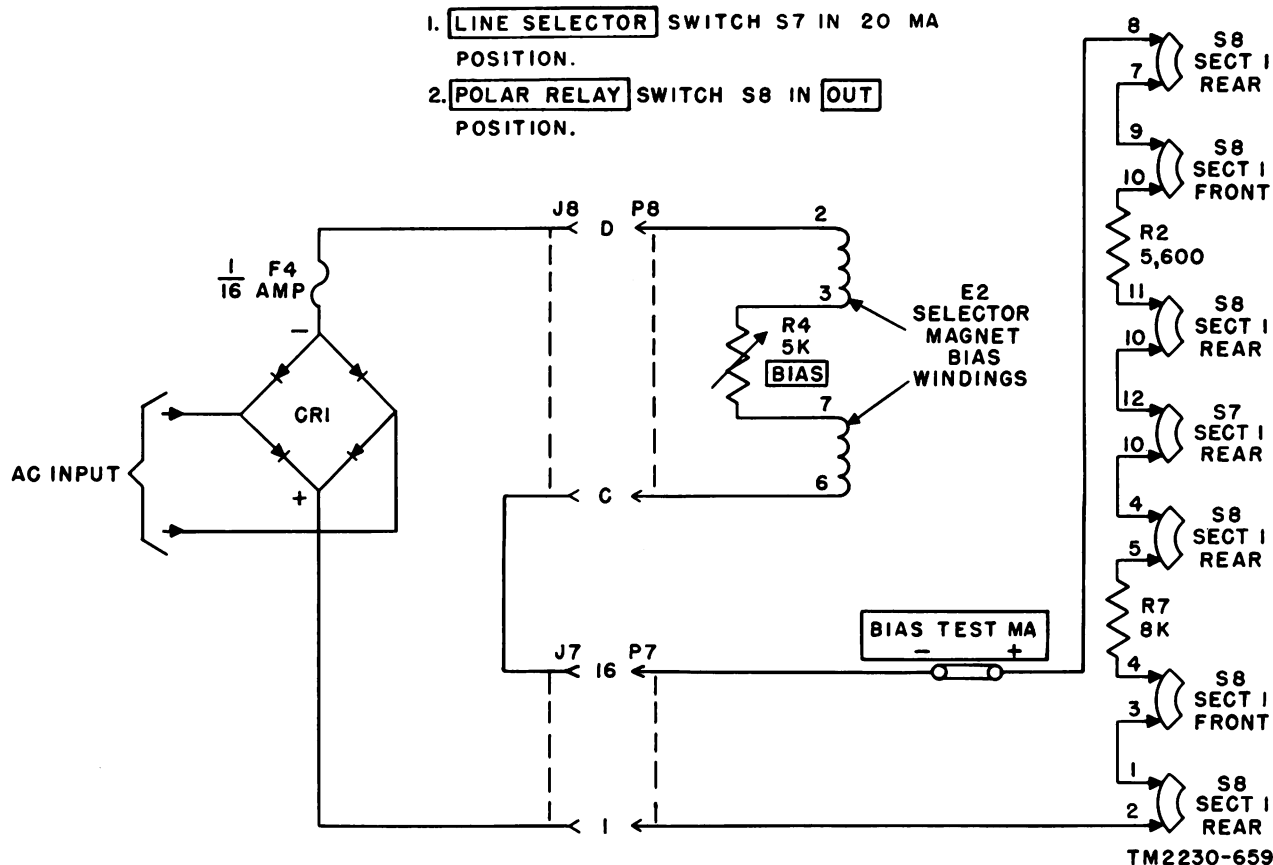 1. LINE SELECTOR SWITCH S7 IN 20 MA
POSITION.
2. POLAR RELAY SWITCH S8 IN OUT
POSITION.
8
S8
SECT 1
REAR
7
9
S8
SECT 1
FRONT
10
R2
5,600
11
S8
SECT 1
REAR
10
12
S7
SECT 1
REAR
10
4
S8
SECT 1
REAR
5
R7
8K
4
S8
SECT 1
FRONT
3
1
S8
SECT 1
REAR
2
J8 D P8
2
3
E2
SELECTOR
MAGNET
BIAS
WINDINGS
R4
5K
BIAS
7
6
C
1/16 AMP F4
-
CR1
+
AC INPUT
BIAS TEST MA
- +
J7 16 P7
1
TM2230-659